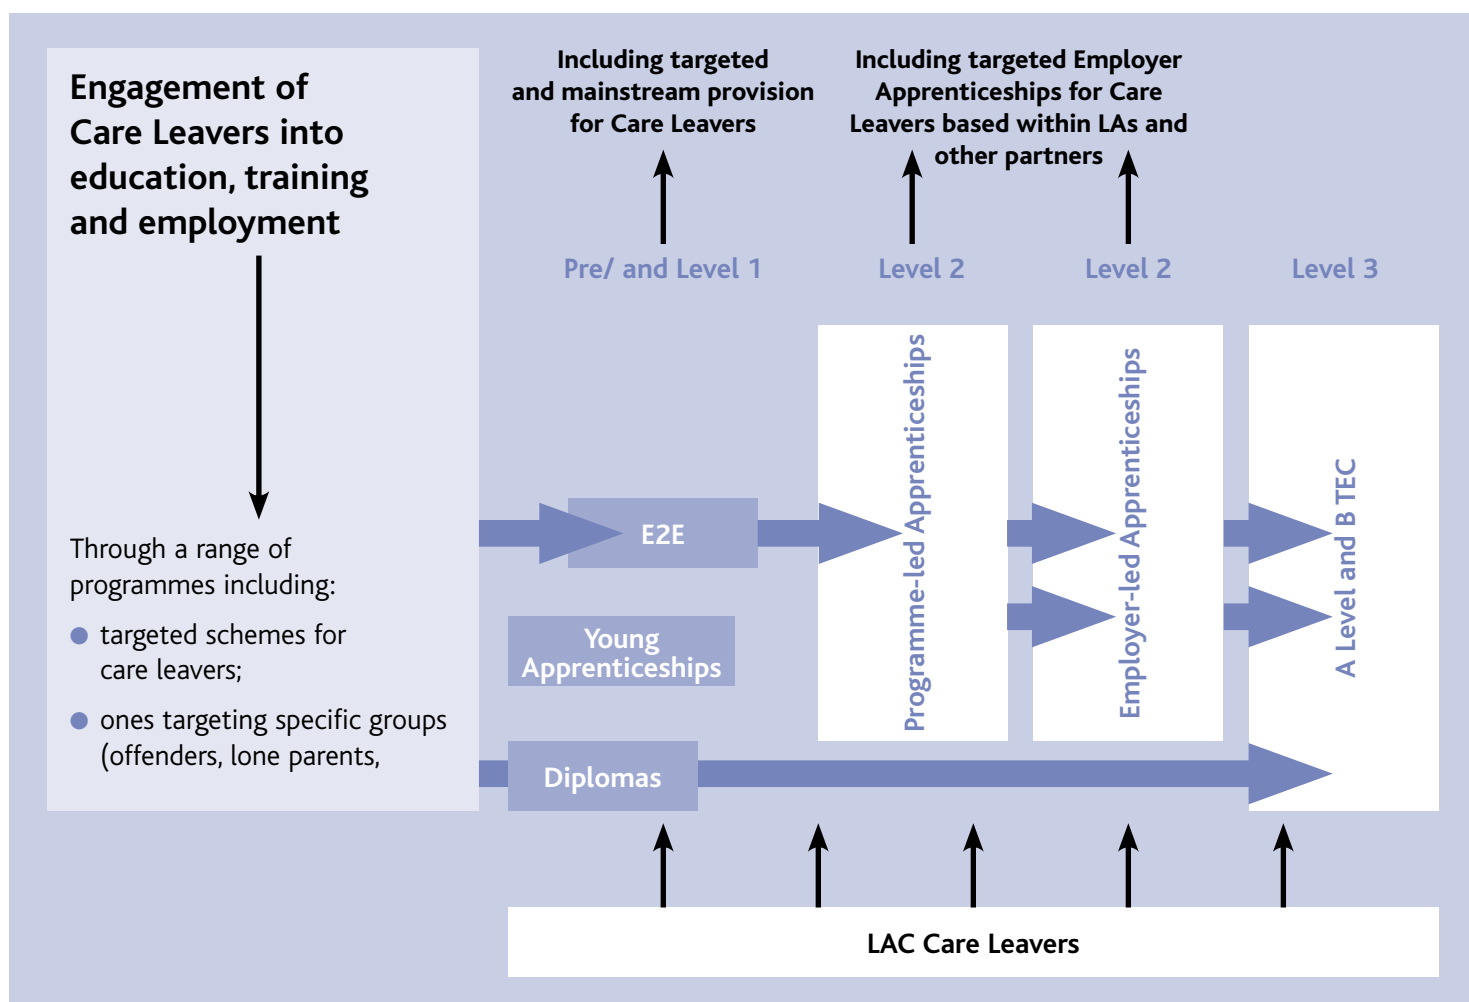 Engagement of
Care Leavers into
education, training
and employment
Through a range of
programmes including:
● targeted schemes for
care leavers;
● ones targeting specific groups
(offenders, lone parents,
Including targeted
and mainstream provision
for Care Leavers
Including targeted Employer
Apprenticeships for Care
Leavers based within LAs and
other partners
Pre/ and Level 1
Level 2
Level 2
Level 3
E2E
Young
Apprenticeships
Diplomas
Programme-led Apprenticeships
Employer-led Apprenticeships
A Level and B TEC
LAC Care Leavers